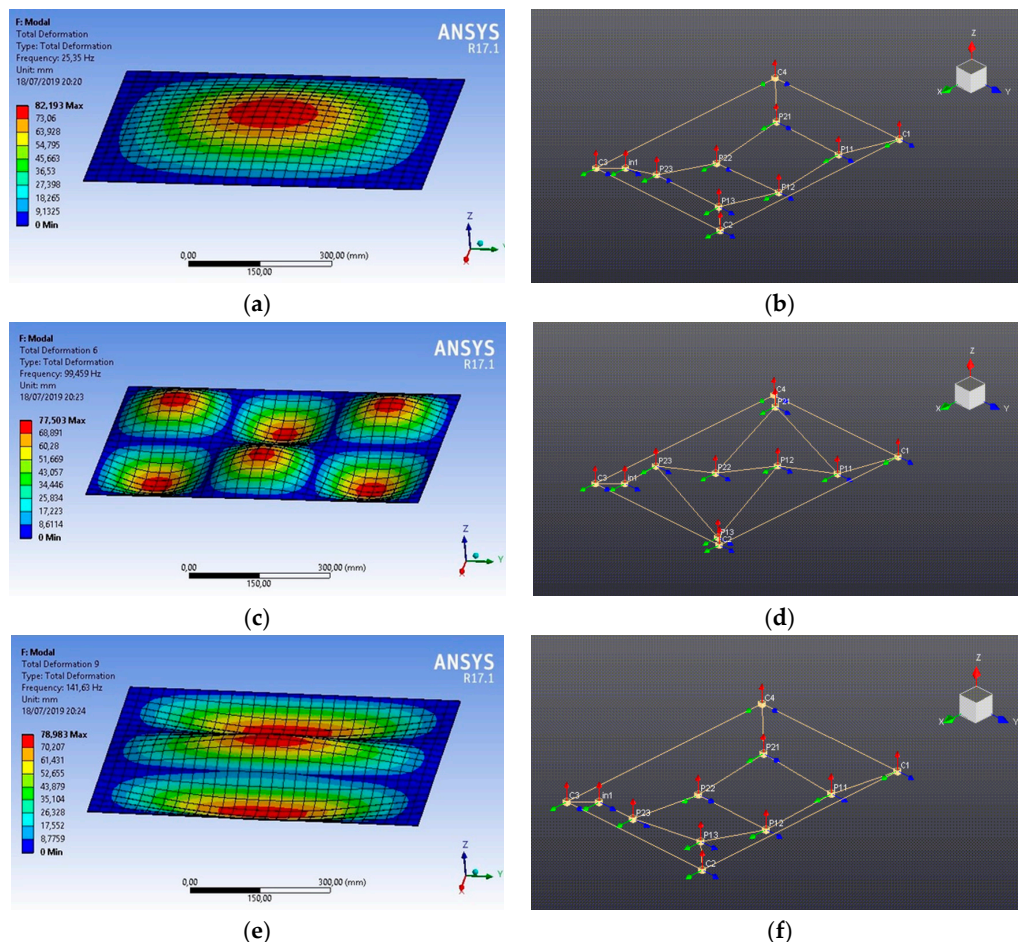 F: Modal
Total Deformation
Type: Total Deformation
Frequency: 25,35 Hz
Unit: mm
18/07/2019 20:20
82,193 Max
73,06
63,928
54,795
45,663
36,53
27,398
18,265
9,1325
0 Min
ANSYS
R17.1
0,00
300,00 (mm)
150,00
Z
Y
X
(a)
Z
X
Y
C4
P21
C1
P11
C3
in1
P23
P22
P12
P13
C2
(b)
F: Modal
Total Deformation 6
Type: Total Deformation
Frequency: 99,459 Hz
Unit: mm
18/07/2019 20:23
77,503 Max
68,891
60,28
51,669
43,057
34,446
25,834
17,223
8,6114
0 Min
ANSYS
R17.1
0,00
300,00 (mm)
150,00
Z
Y
X
(c)
Z
X
Y
C4
P21
C1
P23
P12
P22
P11
C3
in1
P13
C2
(d)
F: Modal
Total Deformation 9
Type: Total Deformation
Frequency: 141,63 Hz
Unit: mm
18/07/2019 20:24
78,983 Max
70,207
61,431
52,655
43,879
35,104
26,328
17,552
8,7759
0 Min
ANSYS
R17.1
0,00
300,00 (mm)
150,00
Z
Y
X
(e)
Z
X
Y
C4
P21
C1
P11
C3
in1
P22
P23
P12
P13
C2
(f)